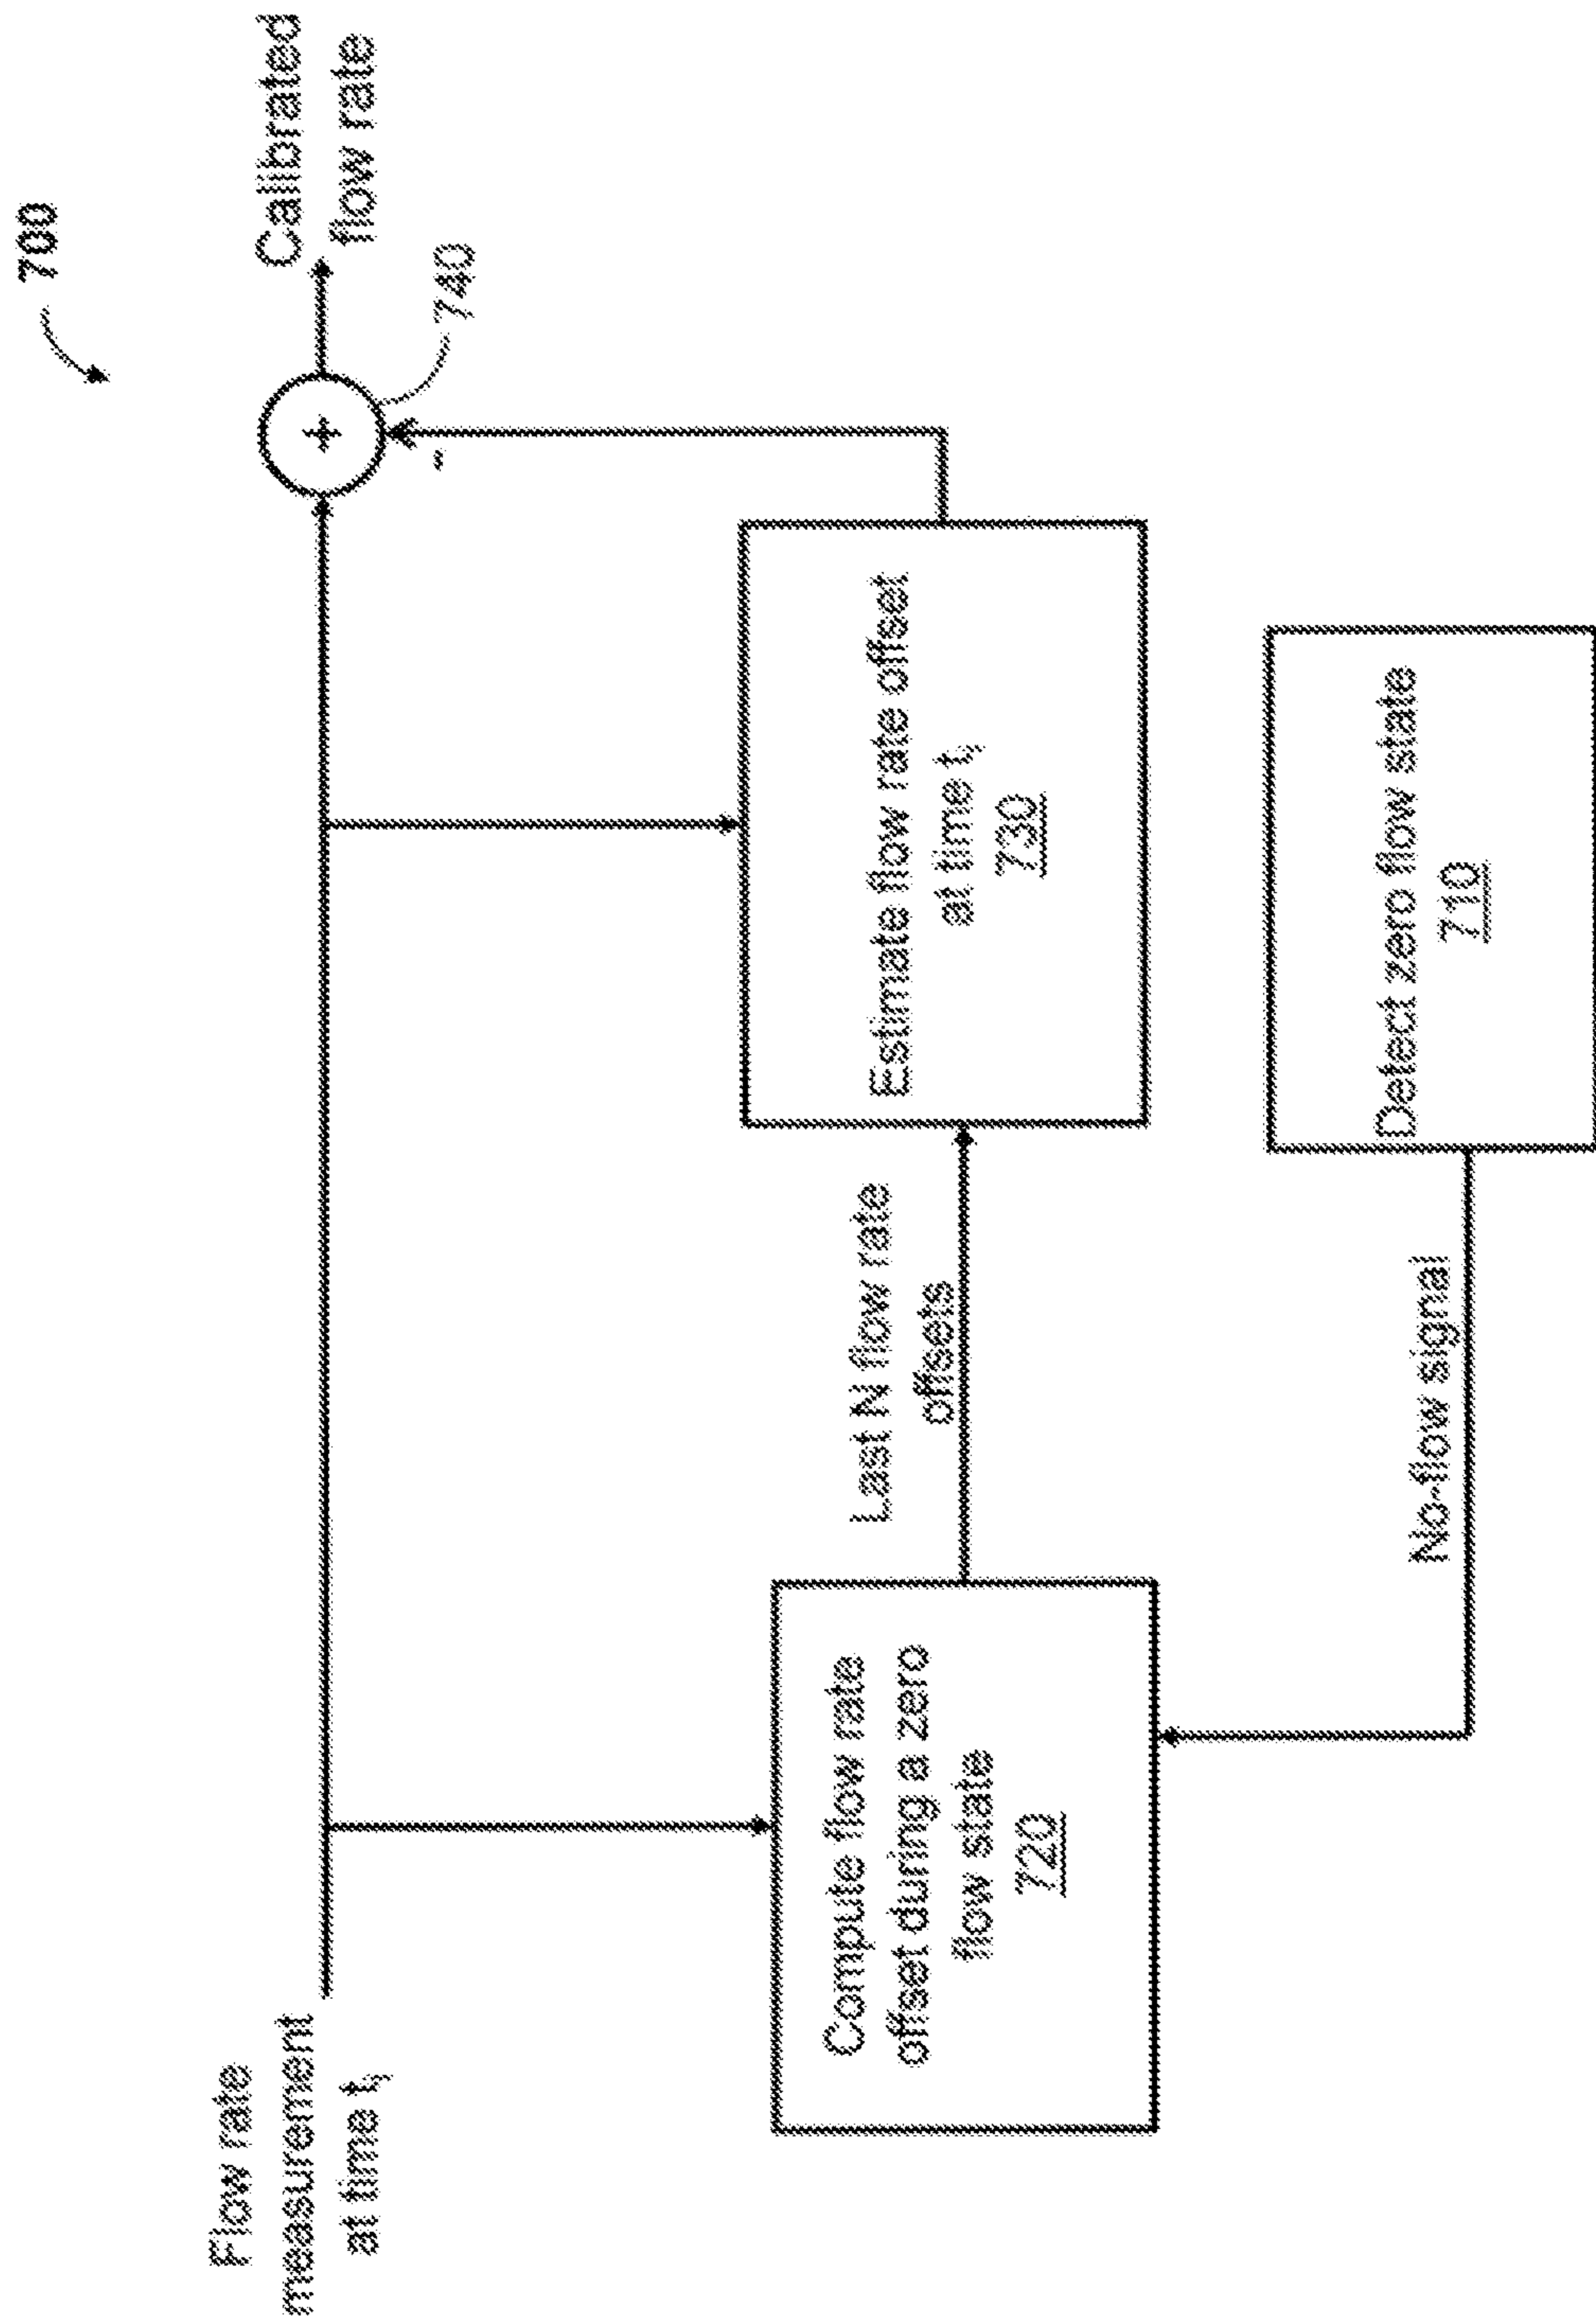 700
Flow rate
measurement
at time tᵢ
Calibrated
flow rate
740
-
+
Compute flow rate
offset during a zero
flow state
720
Last N flow rate
offsets
Estimate flow rate offset
at time tᵢ
730
No-flow signal
Detect zero flow state
710